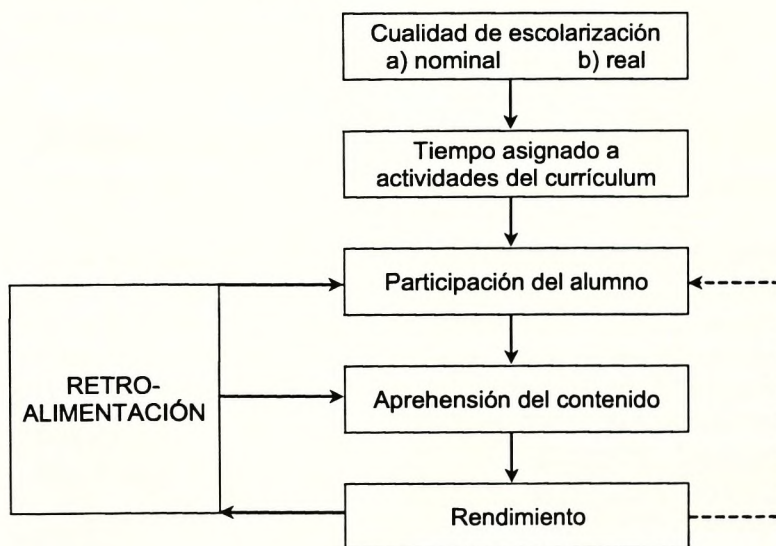 Cualidad de escolarización
a) nominal b) real
Tiempo asignado a
actividades del currículum
Participación del alumno
RETRO-
ALIMENTACIÓN
Aprehensión del contenido
Rendimiento